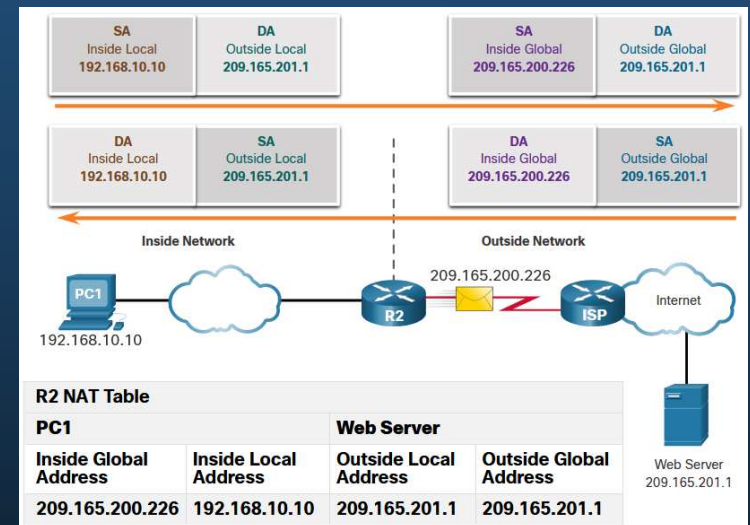 SA
Inside Local
192.168.10.10
DA
Outside Local
209.165.201.1
SA
Inside Global
209.165.200.226
DA
Outside Global
209.165.201.1
DA
Inside Local
192.168.10.10
SA
Outside Local
209.165.201.1
DA
Inside Global
209.165.200.226
SA
Outside Global
209.165.201.1
Inside Network
Outside Network
209.165.200.226
PC1
R2
ISP
Internet
192.168.10.10
R2 NAT Table
PC1 Web Server
Inside Global Address
Inside Local Address
Outside Local Address
Outside Global Address
209.165.200.226 192.168.10.10 209.165.201.1 209.165.201.1
Web Server
209.165.201.1